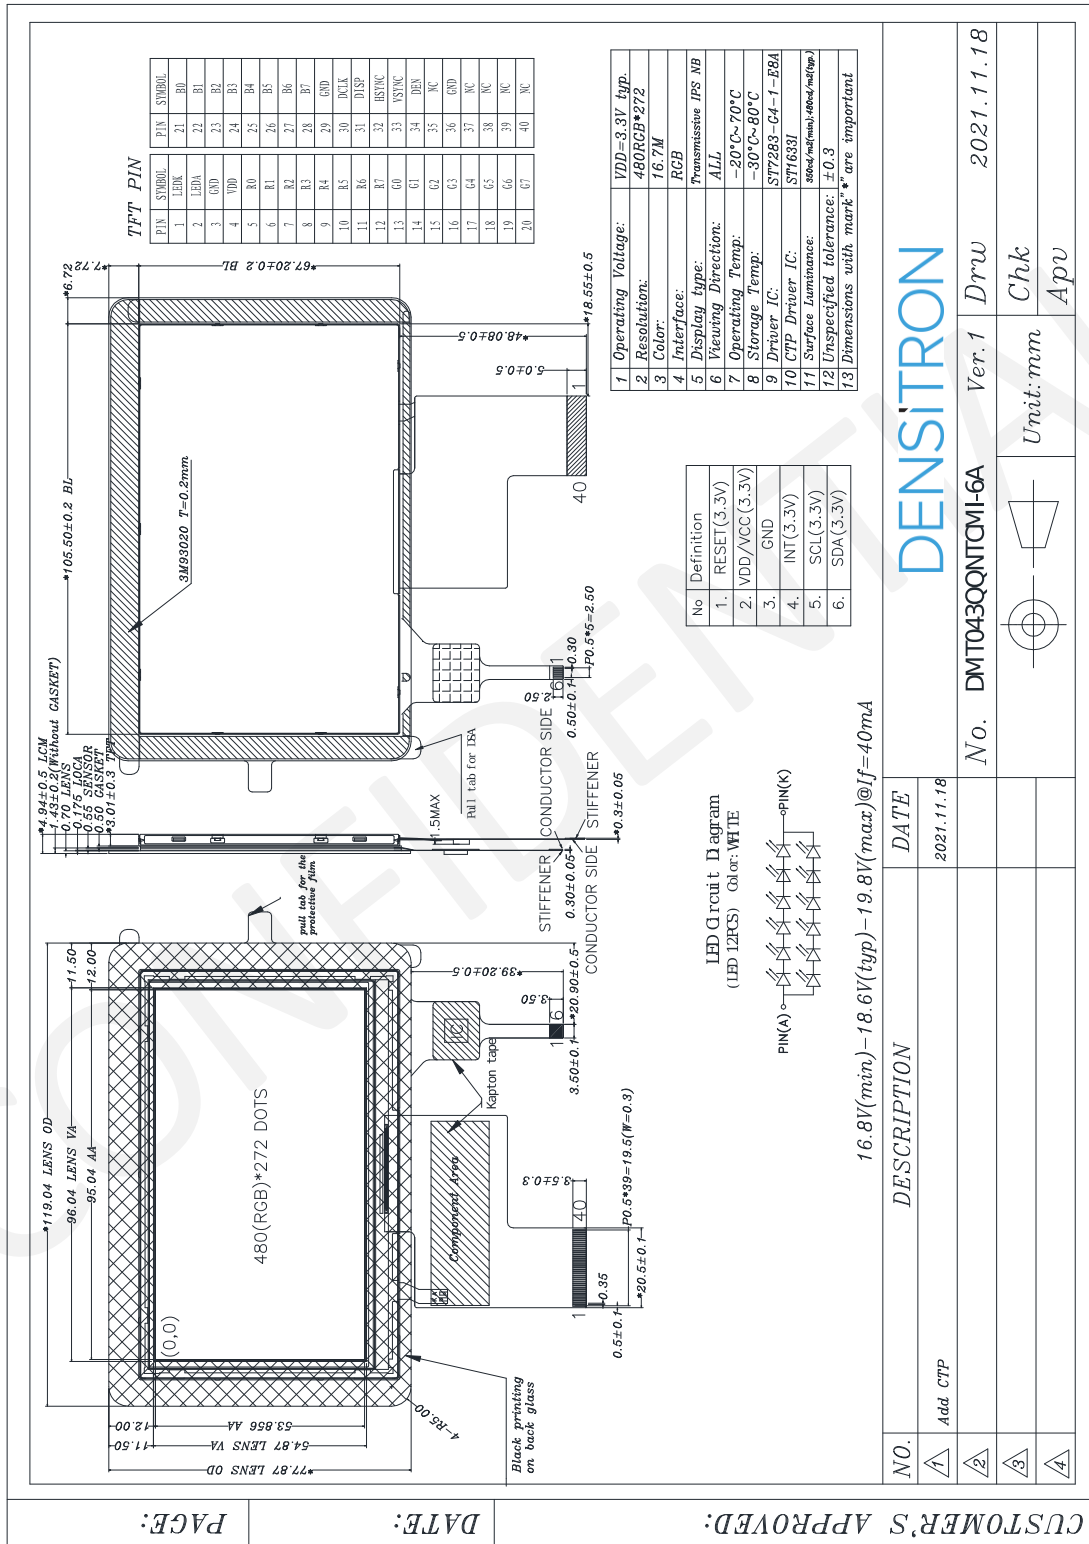 CONFIDENTIAL
*119.04 LENS OD
96.04 LENS VA
95.04 AA
11.50
12.00
*77.87 LENS OD
54.87 LENS VA
53.856 AA
11.50
12.00
(0,0)
480(RGB)*272 DOTS
4-R5.00
Black printing
on back glass
pull tab for the
protective film
IC
Kapton tape
Component Area
*39.20±0.5
3.50
1
6
*20.90±0.5
3.50±0.1
3.5±0.3
1
40
P0.5*39=19.5(W=0.3)
0.35
0.5±0.1
*20.5±0.1
*4.94±0.5 LCM
1.43±0.2(Without GASKET)
0.70 LENS
0.175 LOCA
0.55 SENSOR
0.50 GASKET
*3.01±0.3 TFT
1.5MAX
STIFFENER
CONDUCTOR SIDE
0.30±0.05
CONDUCTOR SIDE
STIFFENER
*0.3±0.05
*105.50±0.2 BL
*6.72
*7.72
*67.20±0.2 BL
3M93020 T=0.2mm
Pull tab for DSA
*48.08±0.5
5.0±0.5
*18.55±0.5
1
40
2.50
6
1
0.30
0.50±0.1
P0.5*5=2.50
TFT PIN
PIN SYMBOL PIN SYMBOL
1 LEDK 21 B0
2 LEDA 22 B1
3 GND 23 B2
4 VDD 24 B3
5 R0 25 B4
6 R1 26 B5
7 R2 27 B6
8 R3 28 B7
9 R4 29 GND
10 R5 30 DCLK
11 R6 31 DISP
12 R7 32 HSYNC
13 G0 33 VSYNC
14 G1 34 DEN
15 G2 35 NC
16 G3 36 GND
17 G4 37 NC
18 G5 38 NC
19 G6 39 NC
20 G7 40 NC
1 Operating Voltage: VDD=3.3V typ.
2 Resolution: 480RGB*272
3 Color: 16.7M
4 Interface: RGB
5 Display type: Transmissive IPS NB
6 Viewing Direction: ALL
7 Operating Temp: -20°C~70°C
8 Storage Temp: -30°C~80°C
9 Driver IC: ST7283-G4-1-E8A
10 CTP Driver IC: ST1633I
11 Surface Luminance: 350cd/m2(min);480cd/m2(typ.)
12 Unspecified tolerance: ±0.3
13 Dimensions with mark"*" are important
No Definition
1. RESET(3.3V)
2. VDD/VCC(3.3V)
3. GND
4. INT(3.3V)
5. SCL(3.3V)
6. SDA(3.3V)
LED Circuit Diagram
(LED 12PCS) Color: WHITE
PIN(A)
PIN(K)
16.8V(min)-18.6V(typ)-19.8V(max)@If=40mA
NO. DESCRIPTION DATE
1 Add CTP 2021.11.18
2
3
4
DENSITRON
No. DMT043QQNTCMI-6A Ver.1 Drw 2021.11.18
Unit:mm Chk
Apv
CUSTOMER'S APPROVED:
DATE:
PAGE: